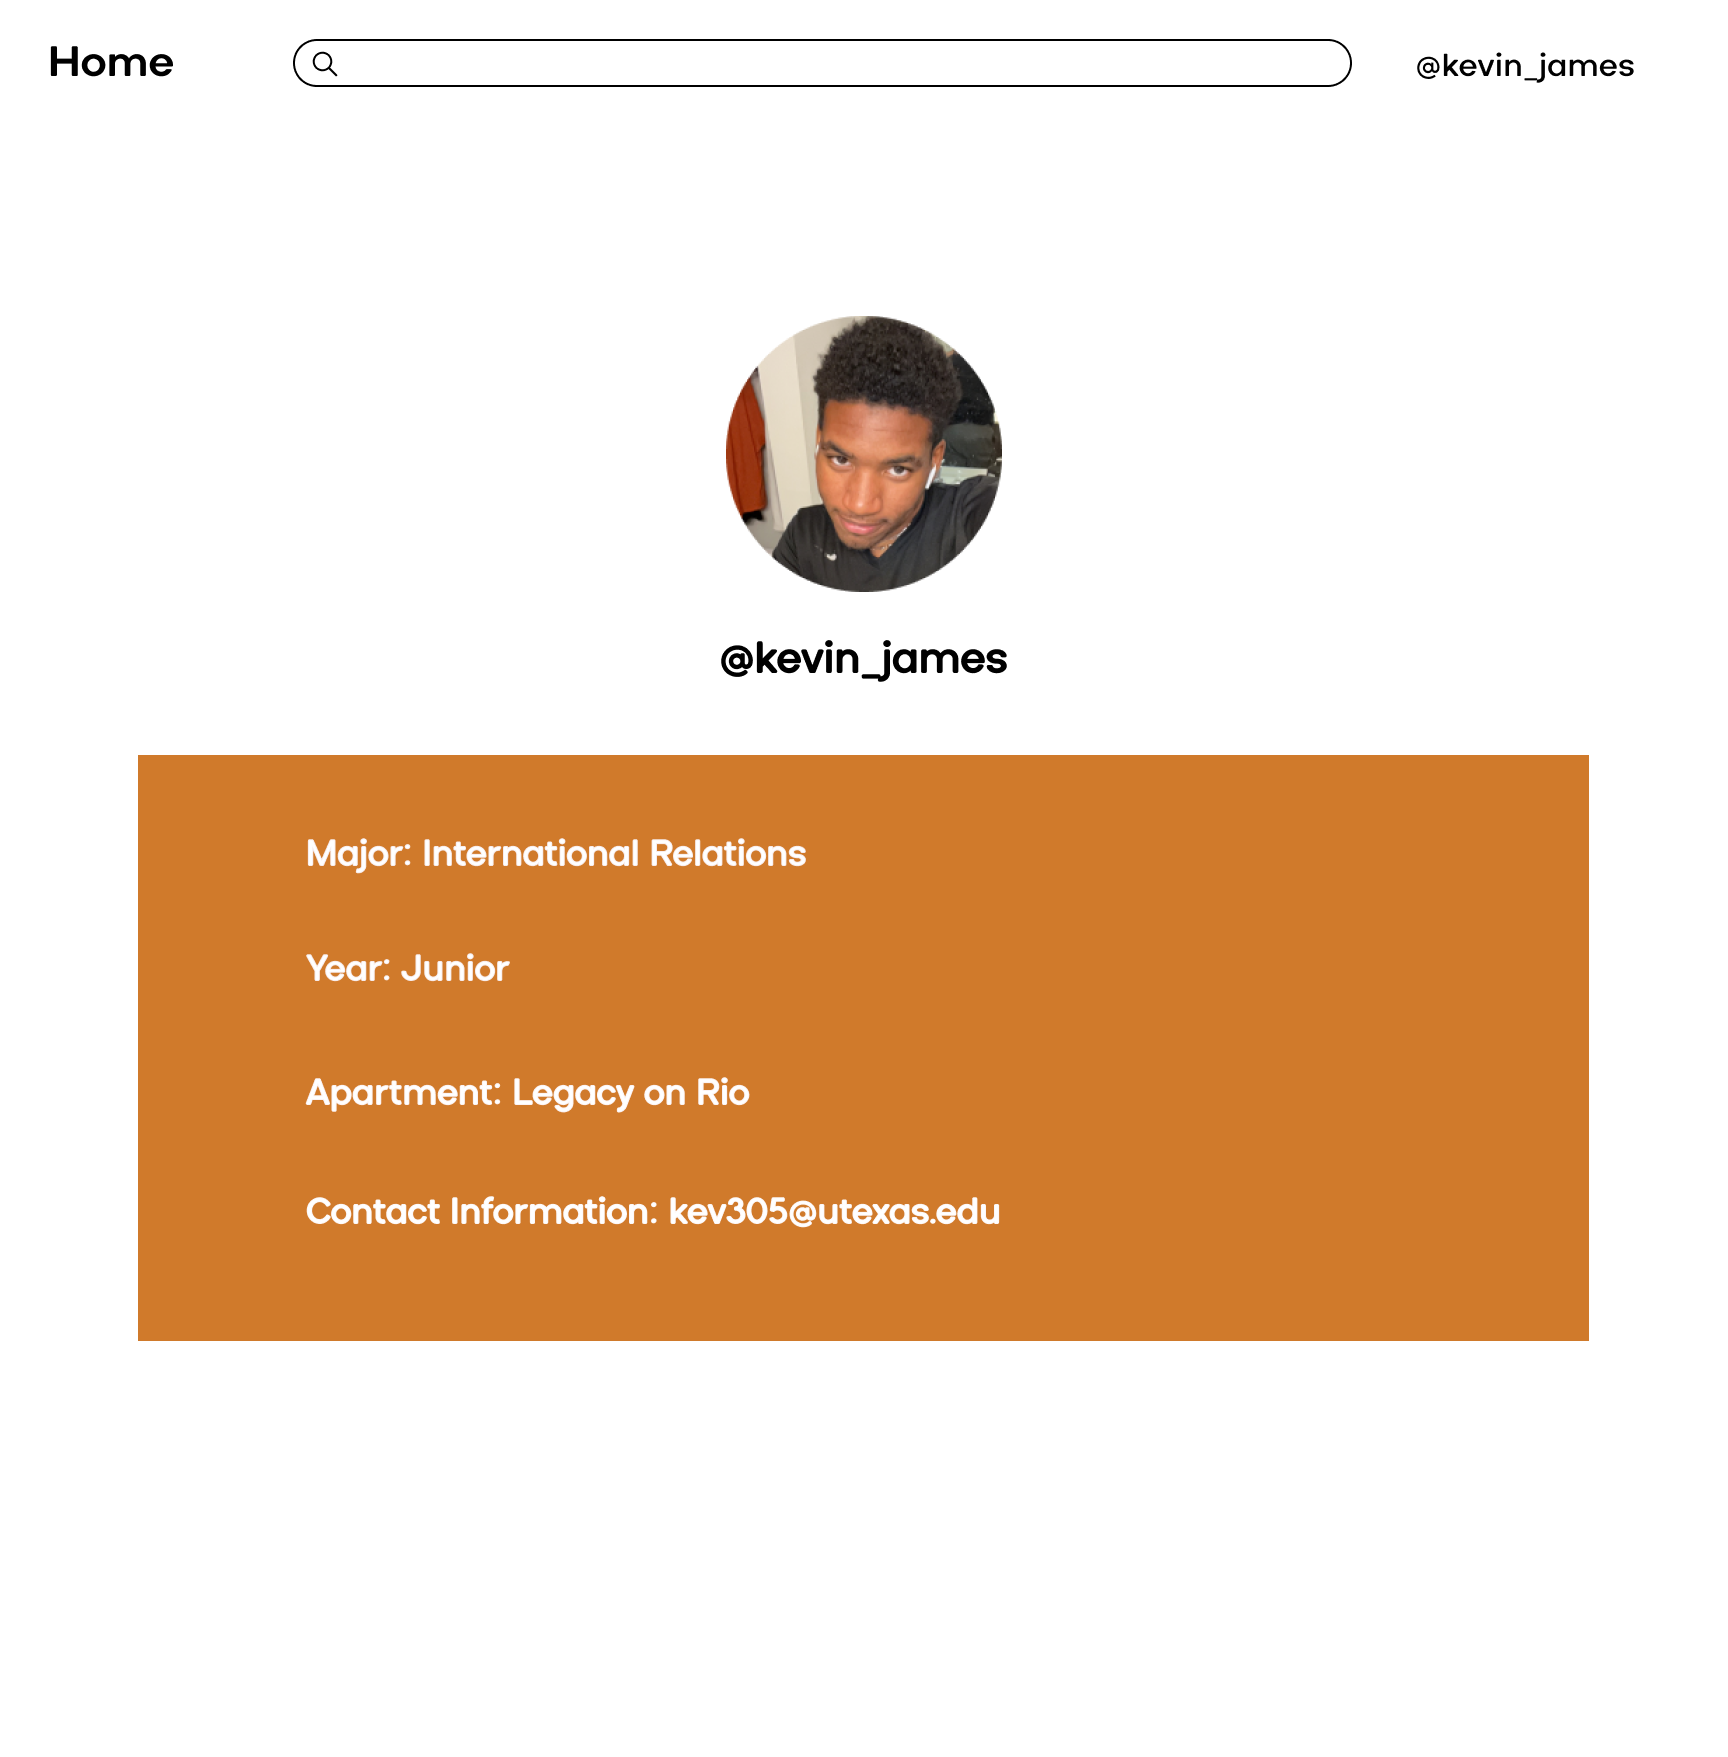 Home
@kevin_james
@kevin_james
Major: International Relations
Year: Junior
Apartment: Legacy on Rio
Contact Information: kev305@utexas.edu